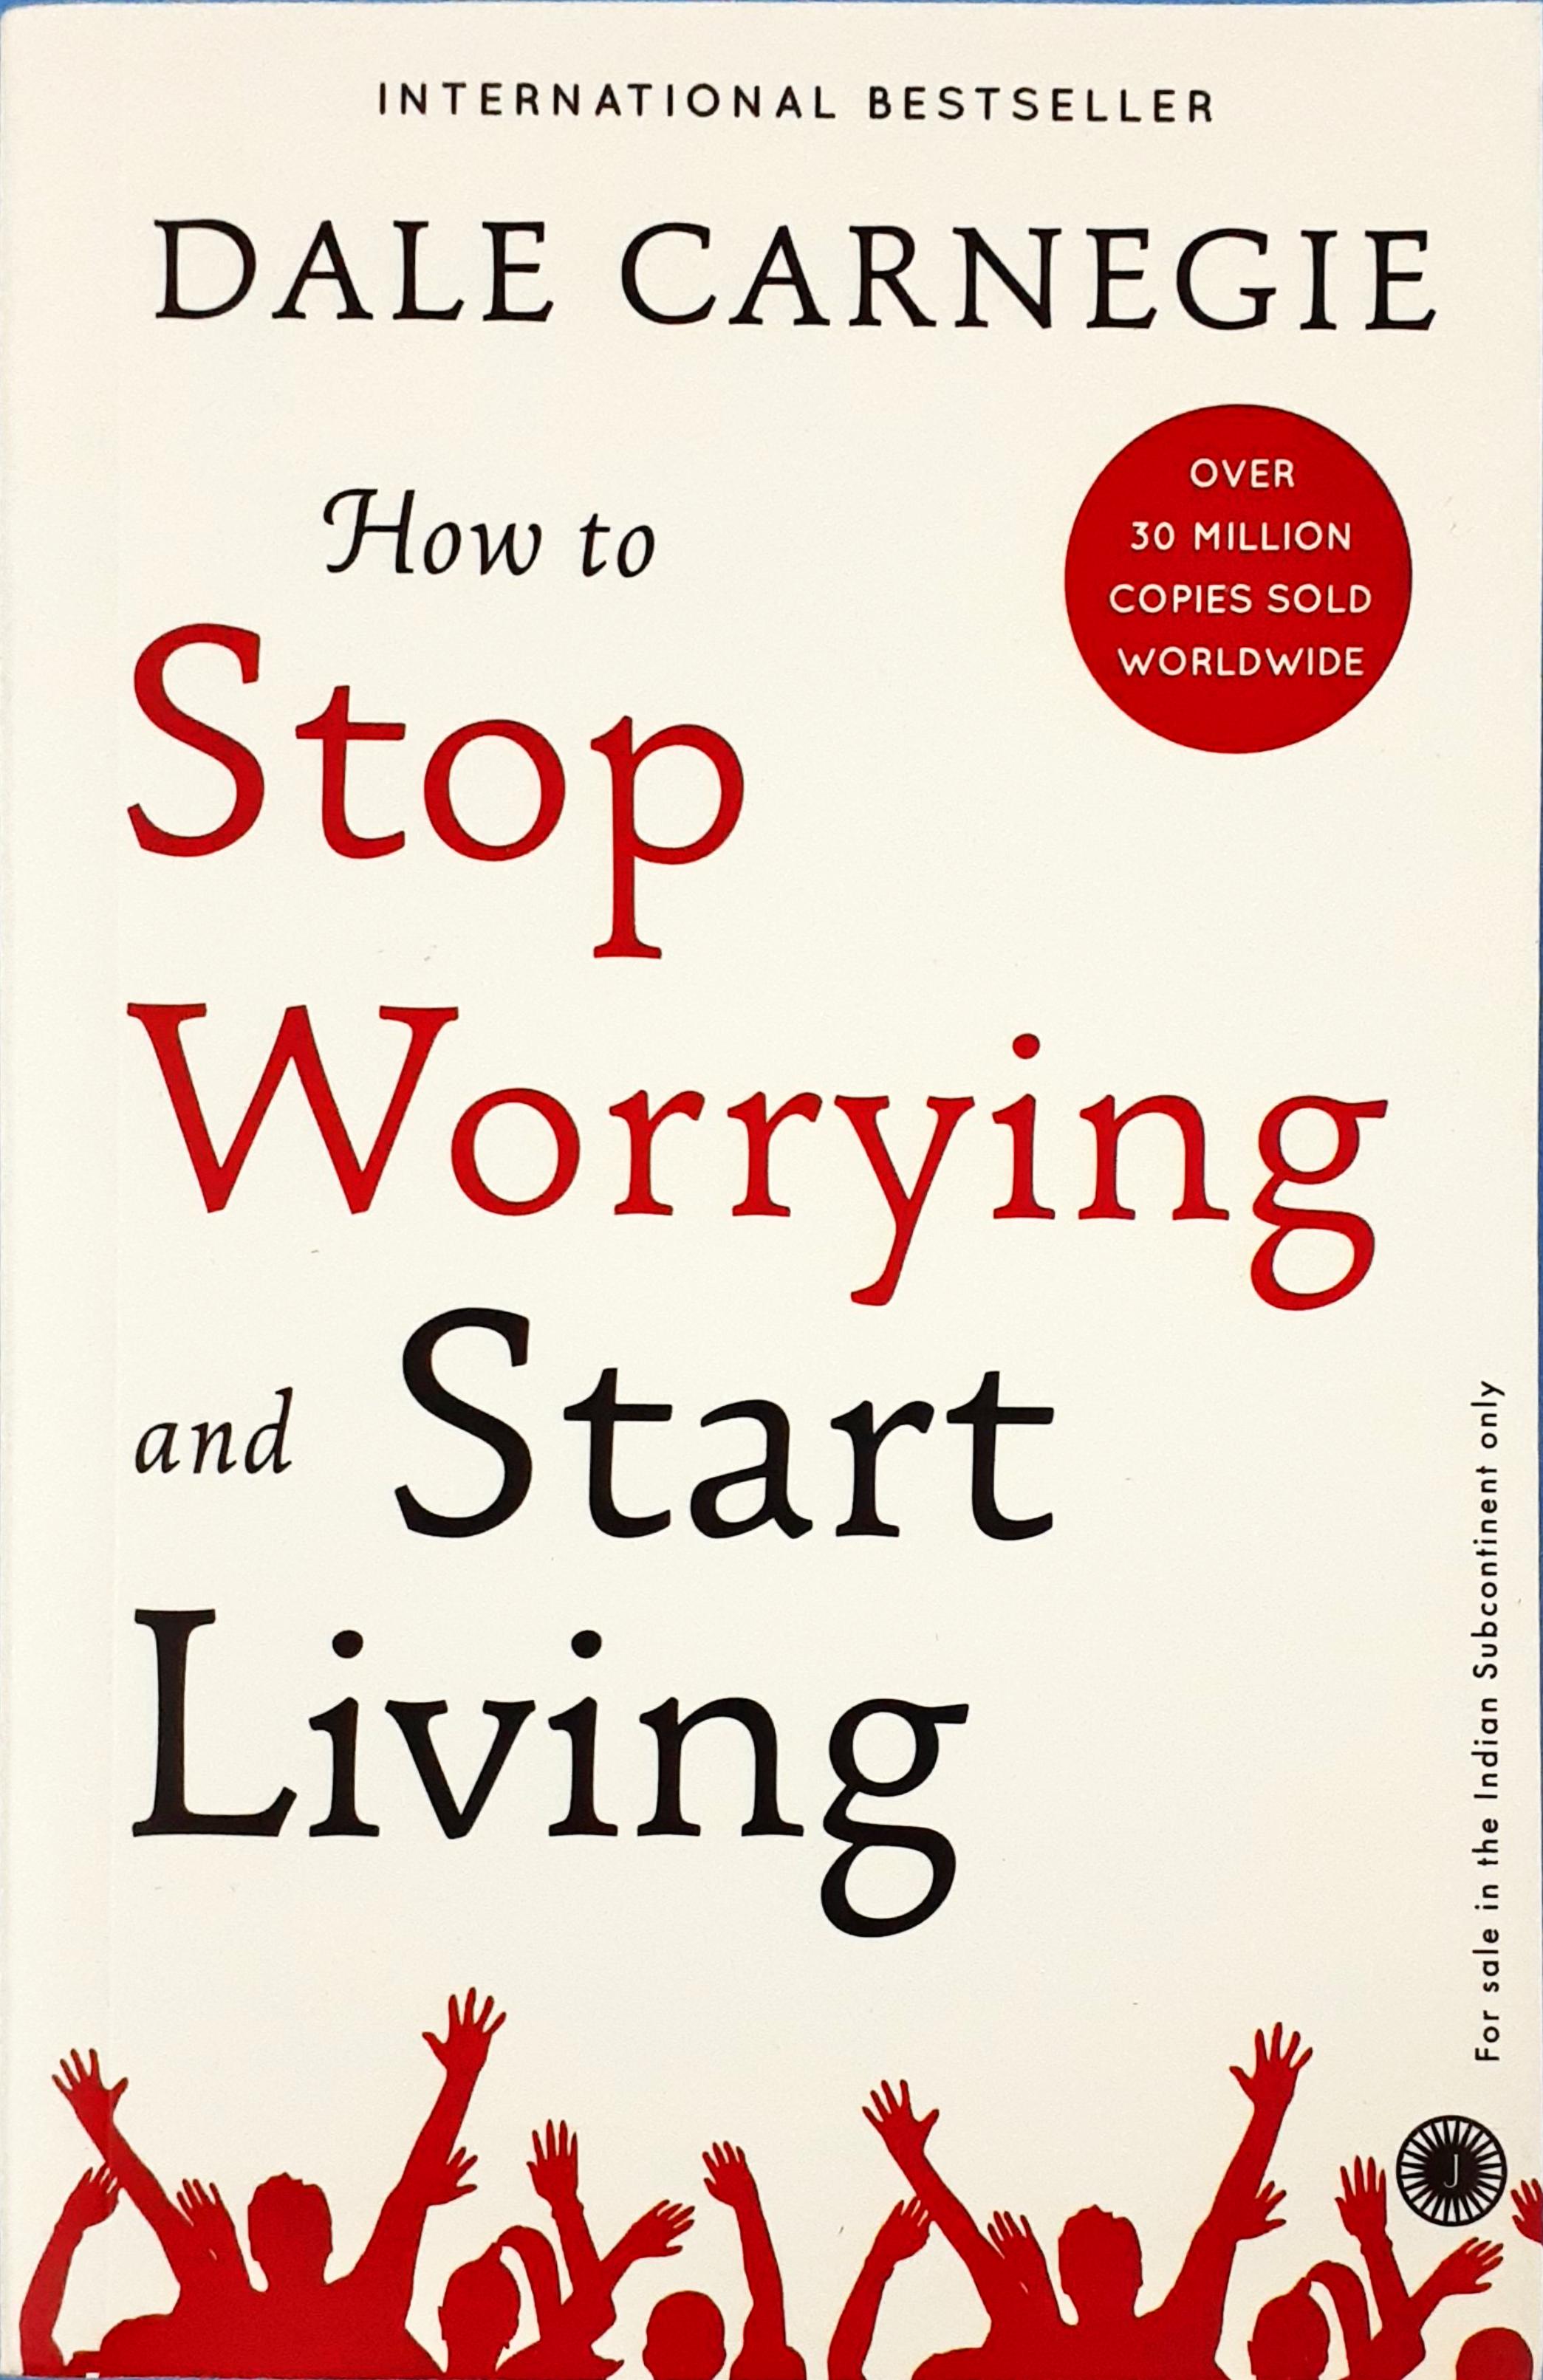 INTERNATIONAL BESTSELLER
DALE CARNEGIE
OVER
30 MILLION
COPIES SOLD
WORLDWIDE
How to
Stop
Worrying
and Start
Living
For sale in the Indian Subcontinent only
J